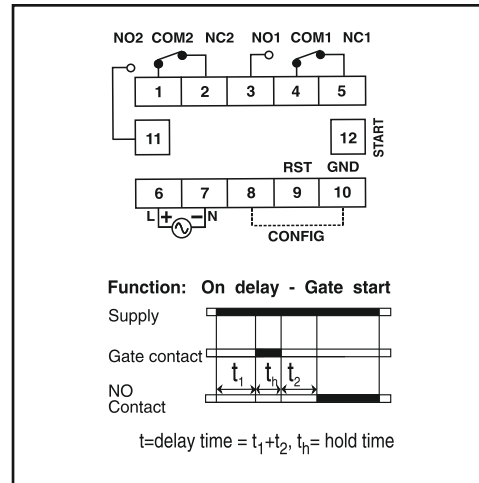 NO2 COM2 NC2 NO1 COM1 NC1
1 2 3 4 5
11 12 START
RST GND
6 7 8 9 10
L + − N
CONFIG
Function: On delay - Gate start
Supply
Gate contact
t1 th t2
NO
Contact
t=delay time = t1+t2, th= hold time